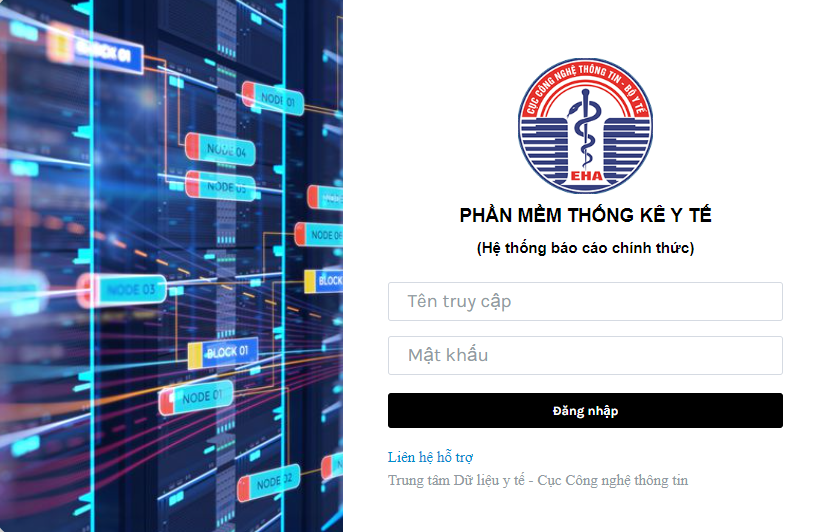 BLOCK 01
NODE 01
NODE 04
NODE 05
NODE
NODE 03
BLOCK
BLOCK 01
NODE 01
NODE 02
CỤC CÔNG NGHỆ THÔNG TIN - BỘ Y TẾ
EHA
PHẦN MỀM THỐNG KÊ Y TẾ
(Hệ thống báo cáo chính thức)
Tên truy cập
Mật khẩu
Đăng nhập
Liên hệ hỗ trợ
Trung tâm Dữ liệu y tế - Cục Công nghệ thông tin